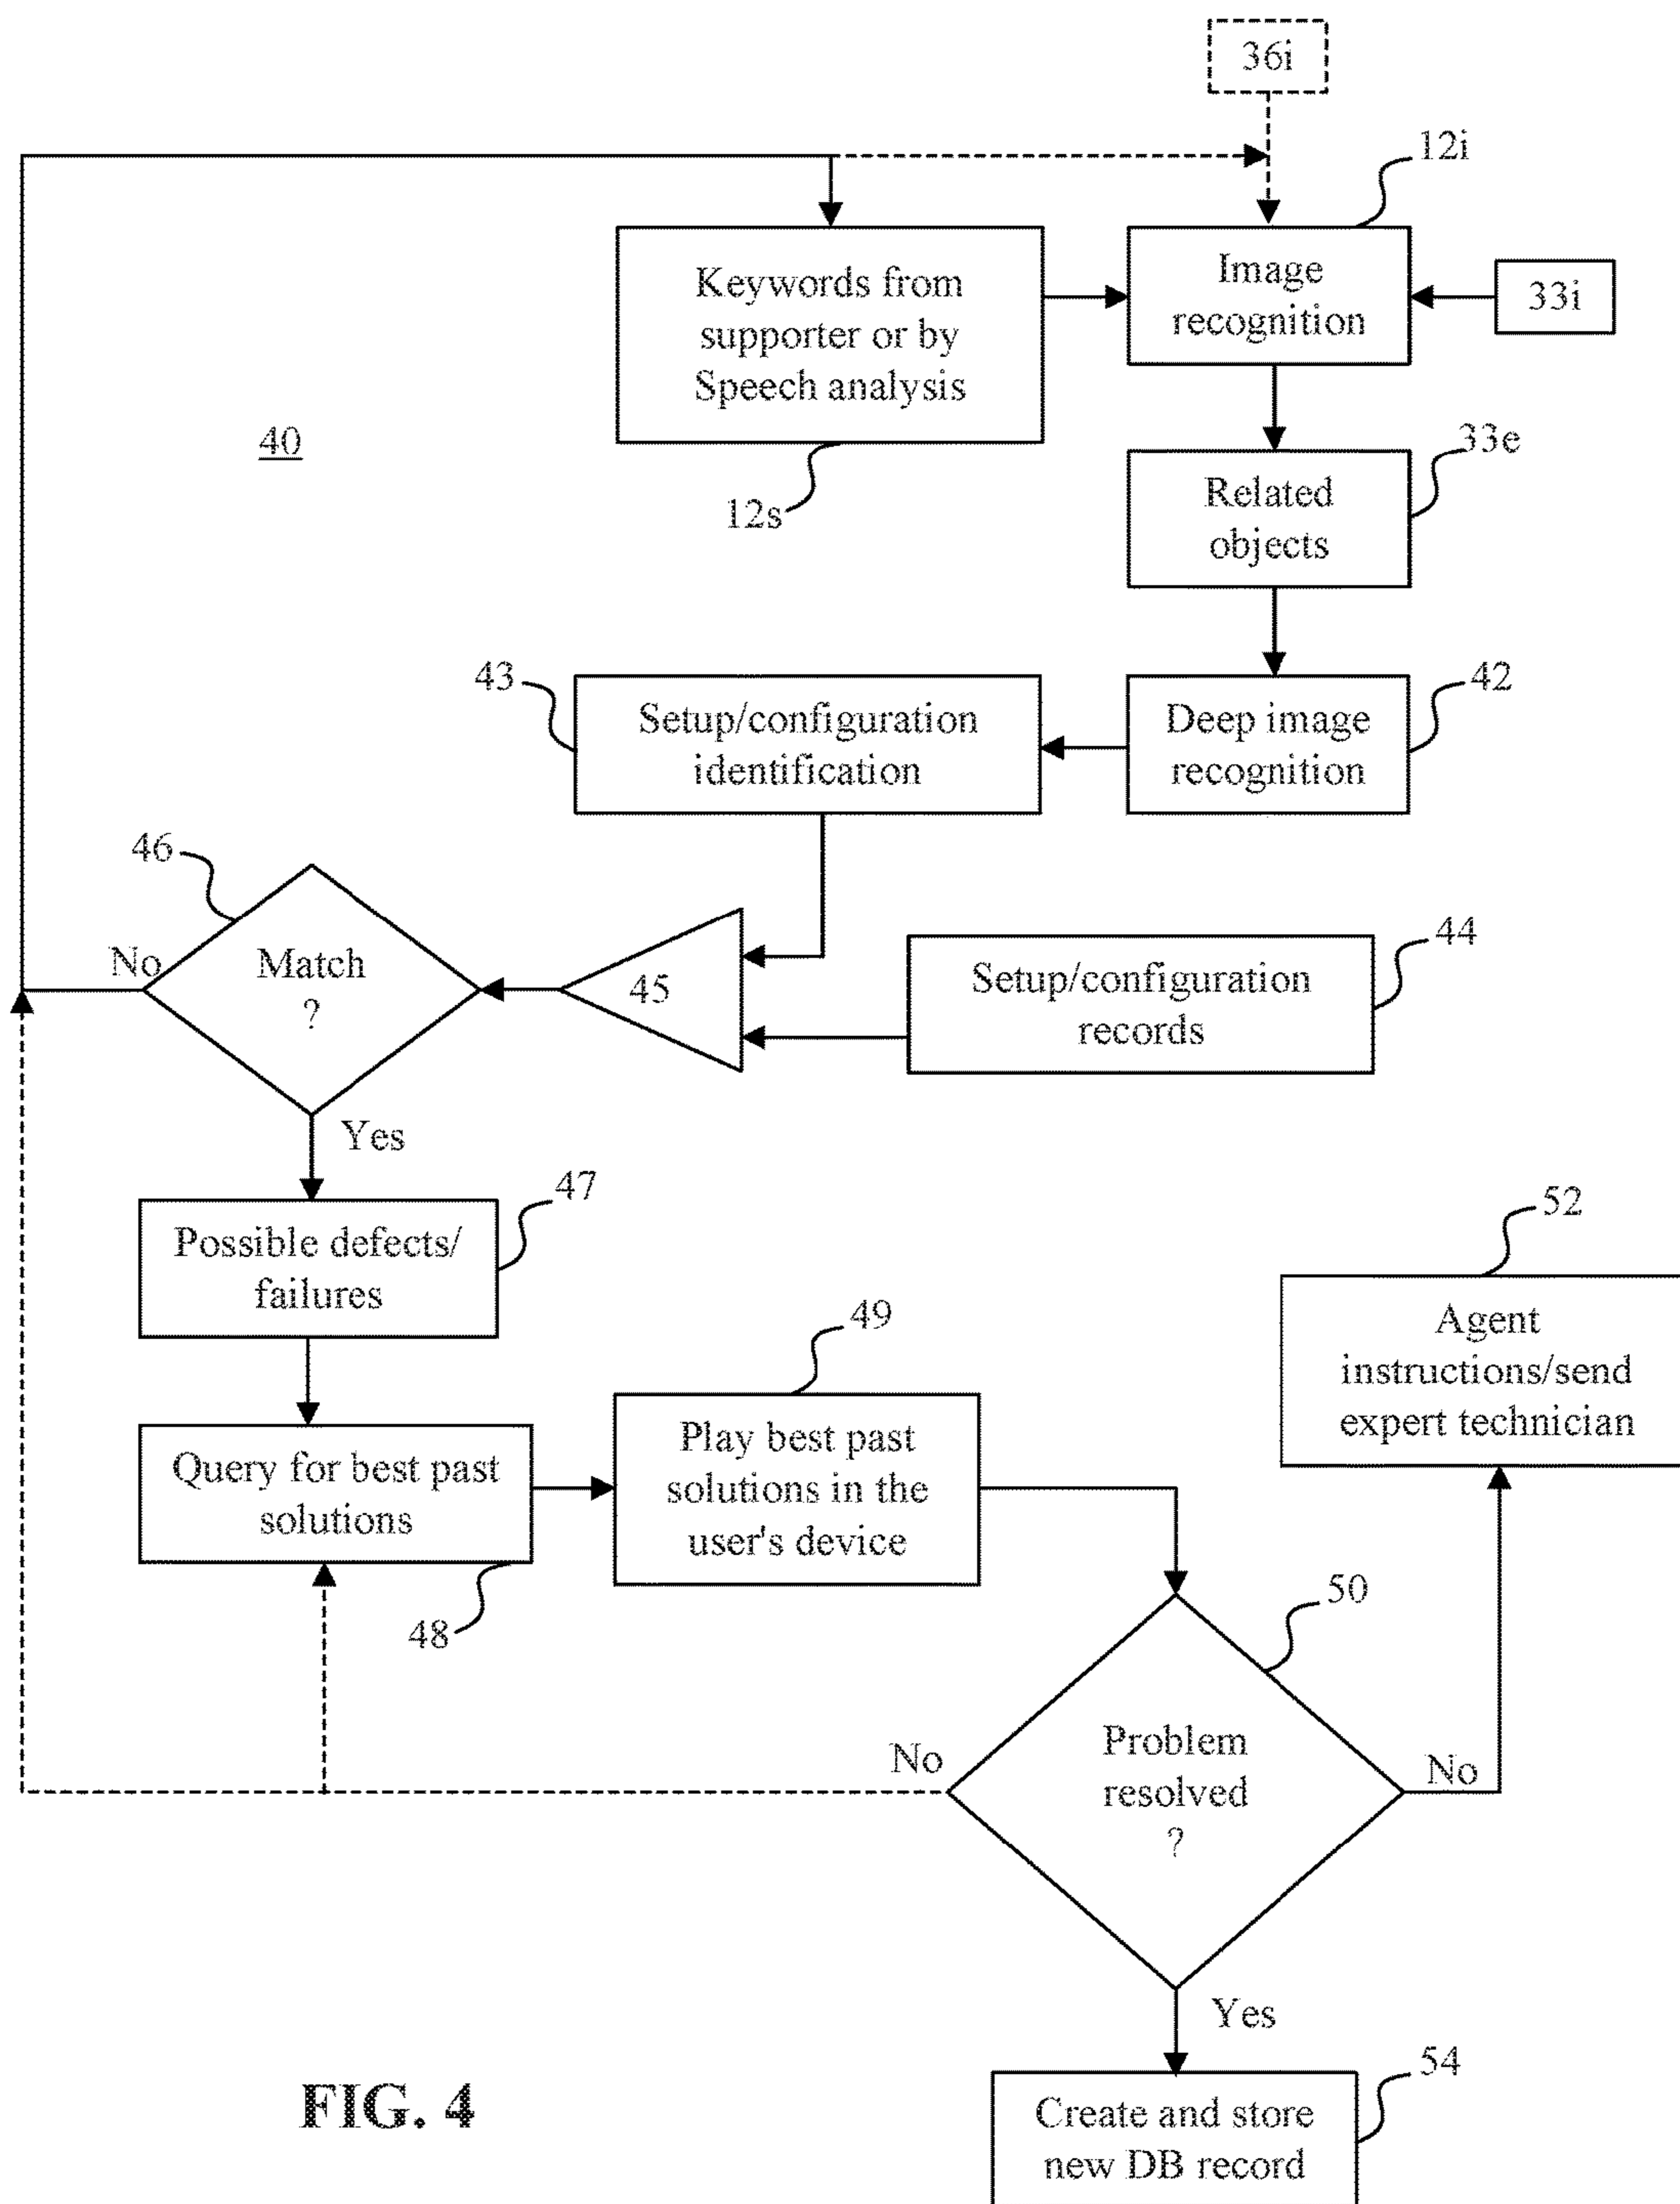 36i
12i
Keywords from
supporter or by
Speech analysis
Image
recognition
33i
40
12s
33e
Related
objects
43
Setup/configuration
identification
42
Deep image
recognition
46
No
Match
?
45
44
Setup/configuration
records
Yes
47
Possible defects/
failures
52
Agent
instructions/send
expert technician
49
Query for best past
solutions
Play best past
solutions in the
user's device
48
50
No
Problem
resolved
?
No
Yes
54
Create and store
new DB record
FIG. 4